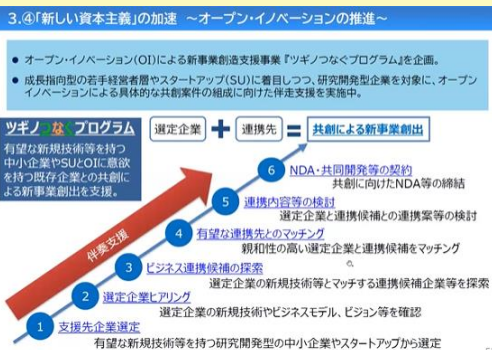 3.④「新しい資本主義」の加速 ～オープン・イノベーションの推進～
● オープン・イノベーション(OI)による新事業創造支援事業『ツギノつなぐプログラム』を企画。
● 成長指向型の若手経営者層やスタートアップ(SU)に着目しつつ、研究開発型企業を対象に、オープン
イノベーションによる具体的な共創案件の組成に向けた伴走支援を実施中。
ツギノつなぐプログラム
有望な新規技術等を持つ
中小企業やSUとOIに意欲
を持つ既存企業との共創に
よる新事業創出を支援。
選定企業 + 連携先 = 共創による新事業創出
伴奏支援
6 NDA・共同開発等の契約
共創に向けたNDA等の締結
5 連携内容等の検討
選定企業と連携候補との連携案等の検討
4 有望な連携先とのマッチング
親和性の高い選定企業と連携候補をマッチング
3 ビジネス連携候補の探索
選定企業の新規技術等とマッチする連携候補企業等を探索
2 選定企業ヒアリング
選定企業の新規技術やビジネスモデル、ビジョン等を確認
1 支援先企業選定
有望な新規技術等を持つ研究開発型の中小企業やスタートアップから選定